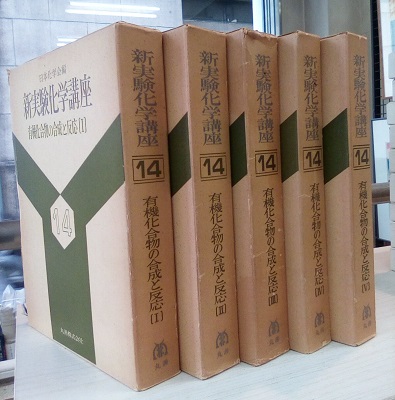 日本化学会編
新実験化学講座
有機化合物の合成と反応〔I〕
14
丸善株式会社
新実験化学講座
14
有機化合物の合成と反応〔I〕
丸善
新実験化学講座
14
有機化合物の合成と反応〔II〕
丸善
新実験化学講座
14
有機化合物の合成と反応〔III〕
丸善
新実験化学講座
14
有機化合物の合成と反応〔IV〕
丸善
新実験化学講座
14
有機化合物の合成と反応〔V〕
丸善